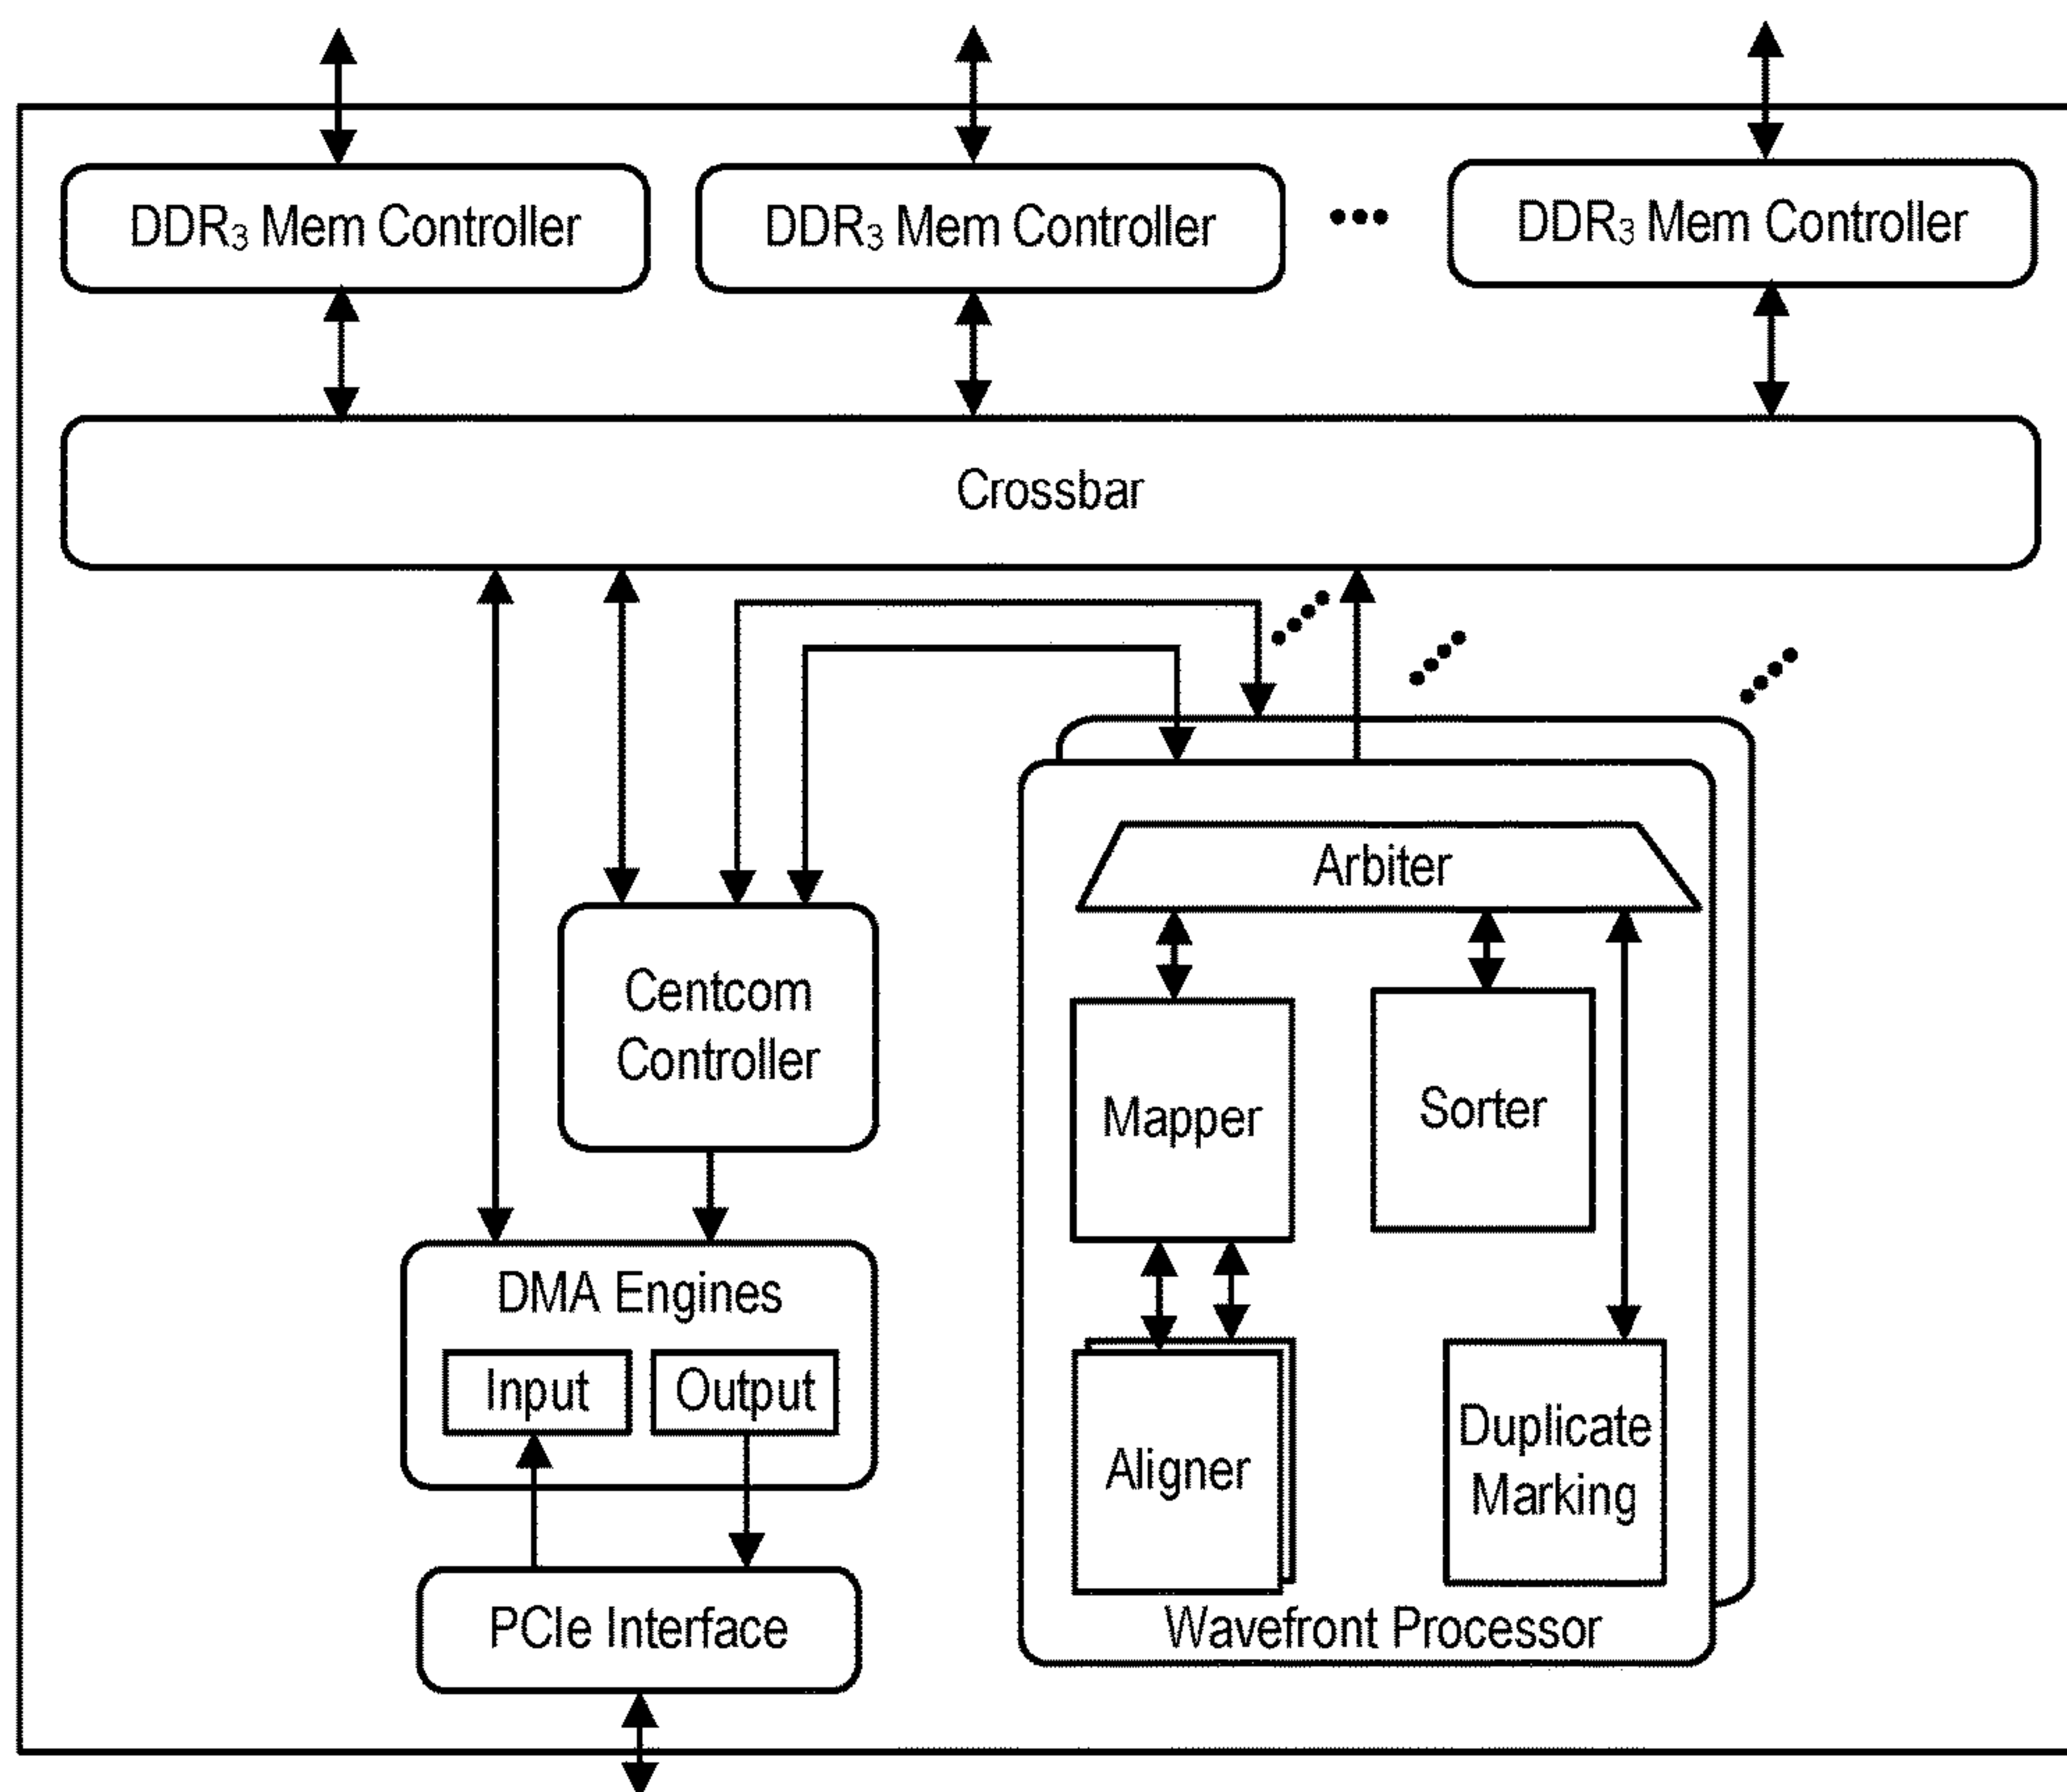 DDR₃ Mem Controller
DDR₃ Mem Controller
DDR₃ Mem Controller
Crossbar
Arbiter
Centcom
Controller
Mapper
Sorter
DMA Engines
Input
Output
Aligner
Duplicate
Marking
PCIe Interface
Wavefront Processor